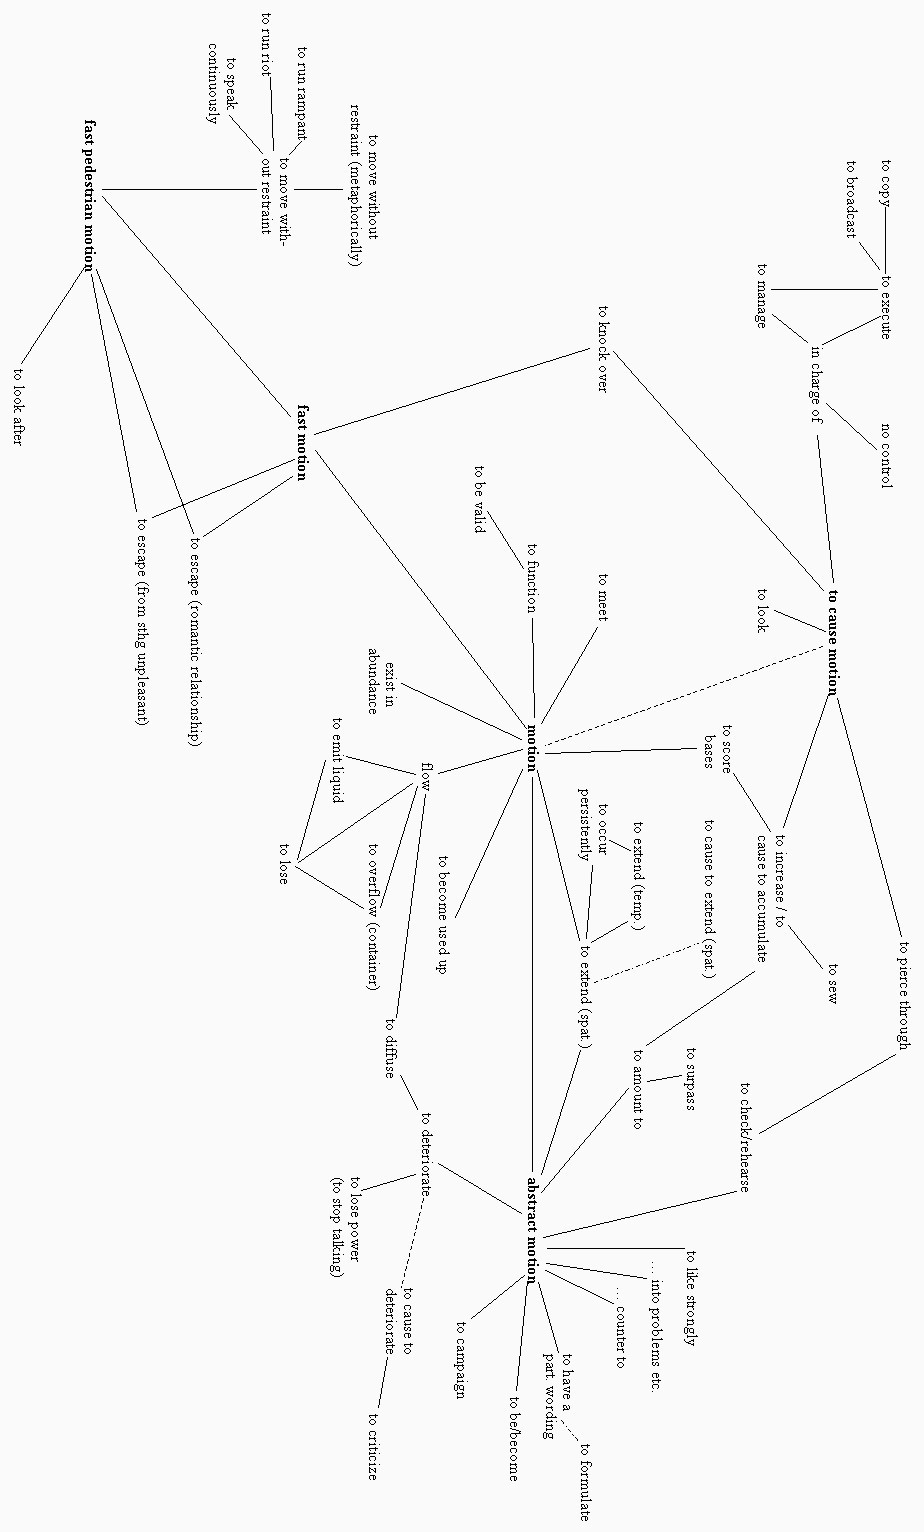 to pierce through
to copy
to execute
no control
to broadcast
to cause motion
to sew
in charge of
to increase / to
cause to accumulate
to manage
to look
to check/rehearse
to score
bases
to cause to extend (spat.)
to surpass
to like strongly
... into problems etc.
to extend (temp.)
to amount to
... counter to
to knock over
to meet
to occur
persistently
to extend (spat.)
to formulate
to have a
part. wording
to function
motion
abstract motion
to be/become
to be valid
to campaign
to become used up
flow
to deteriorate
to cause to
deteriorate
exist in
abundance
to diffuse
to move without
restraint (metaphorically)
to overflow (container)
to criticize
to lose power
(to stop talking)
to emit liquid
to run rampant
fast motion
to move with-
out restraint
to lose
to run riot
to speak
continuously
to escape (romantic relationship)
to escape (from sthg unpleasant)
fast pedestrian motion
to look after